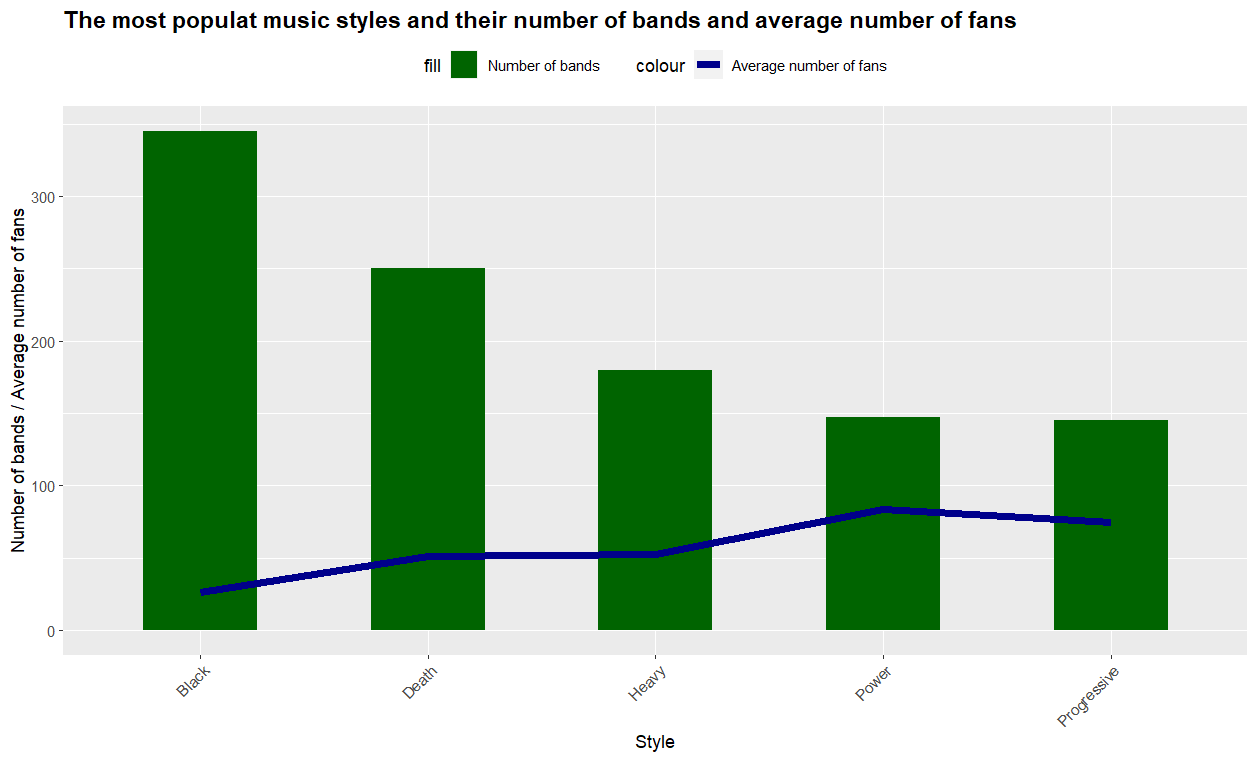 The most populat music styles and their number of bands and average number of fans
fill Number of bands colour Average number of fans
Number of bands / Average number of fans
300
200
100
0
Black Death Heavy Power Progressive
Style